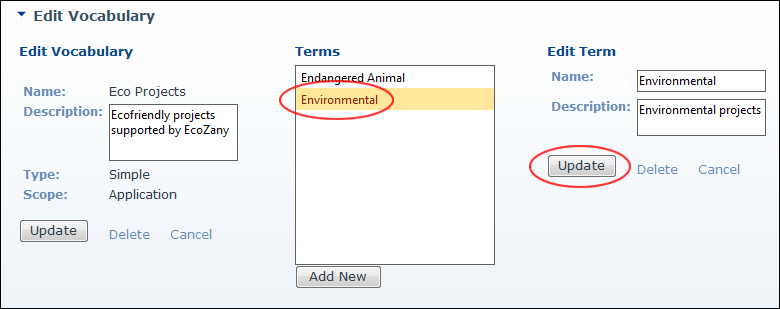 Edit Vocabulary
Edit Vocabulary
Name: Eco Projects
Description: Ecofriendly projects
supported by EcoZany
Type: Simple
Scope: Application
Update Delete Cancel
Terms
Endangered Animal
Environmental
Add New
Edit Term
Name: Environmental
Description: Environmental projects
Update Delete Cancel